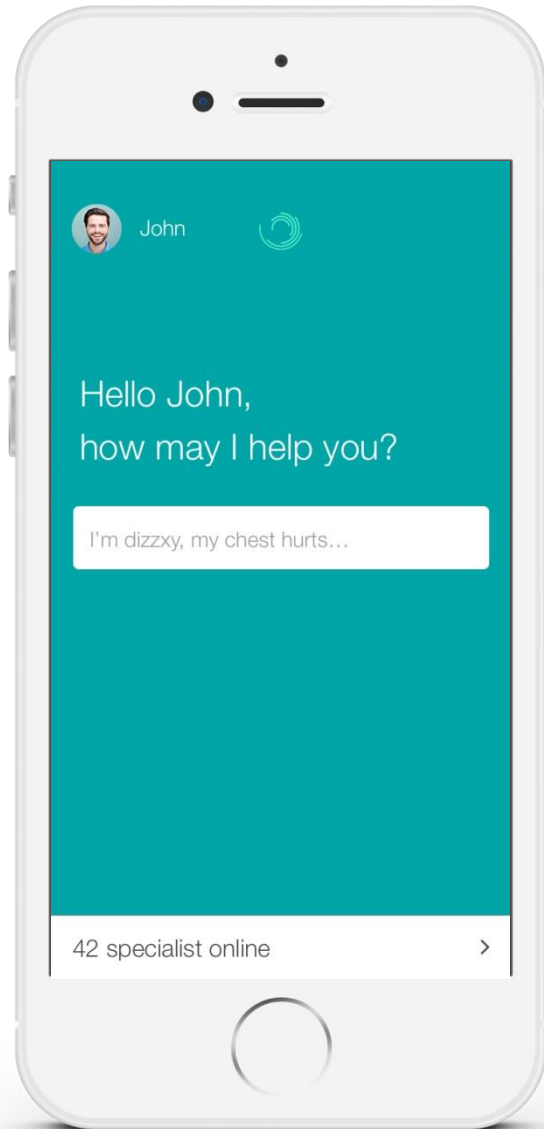 John
Hello John,
how may I help you?
I'm dizzxy, my chest hurts...
42 specialist online